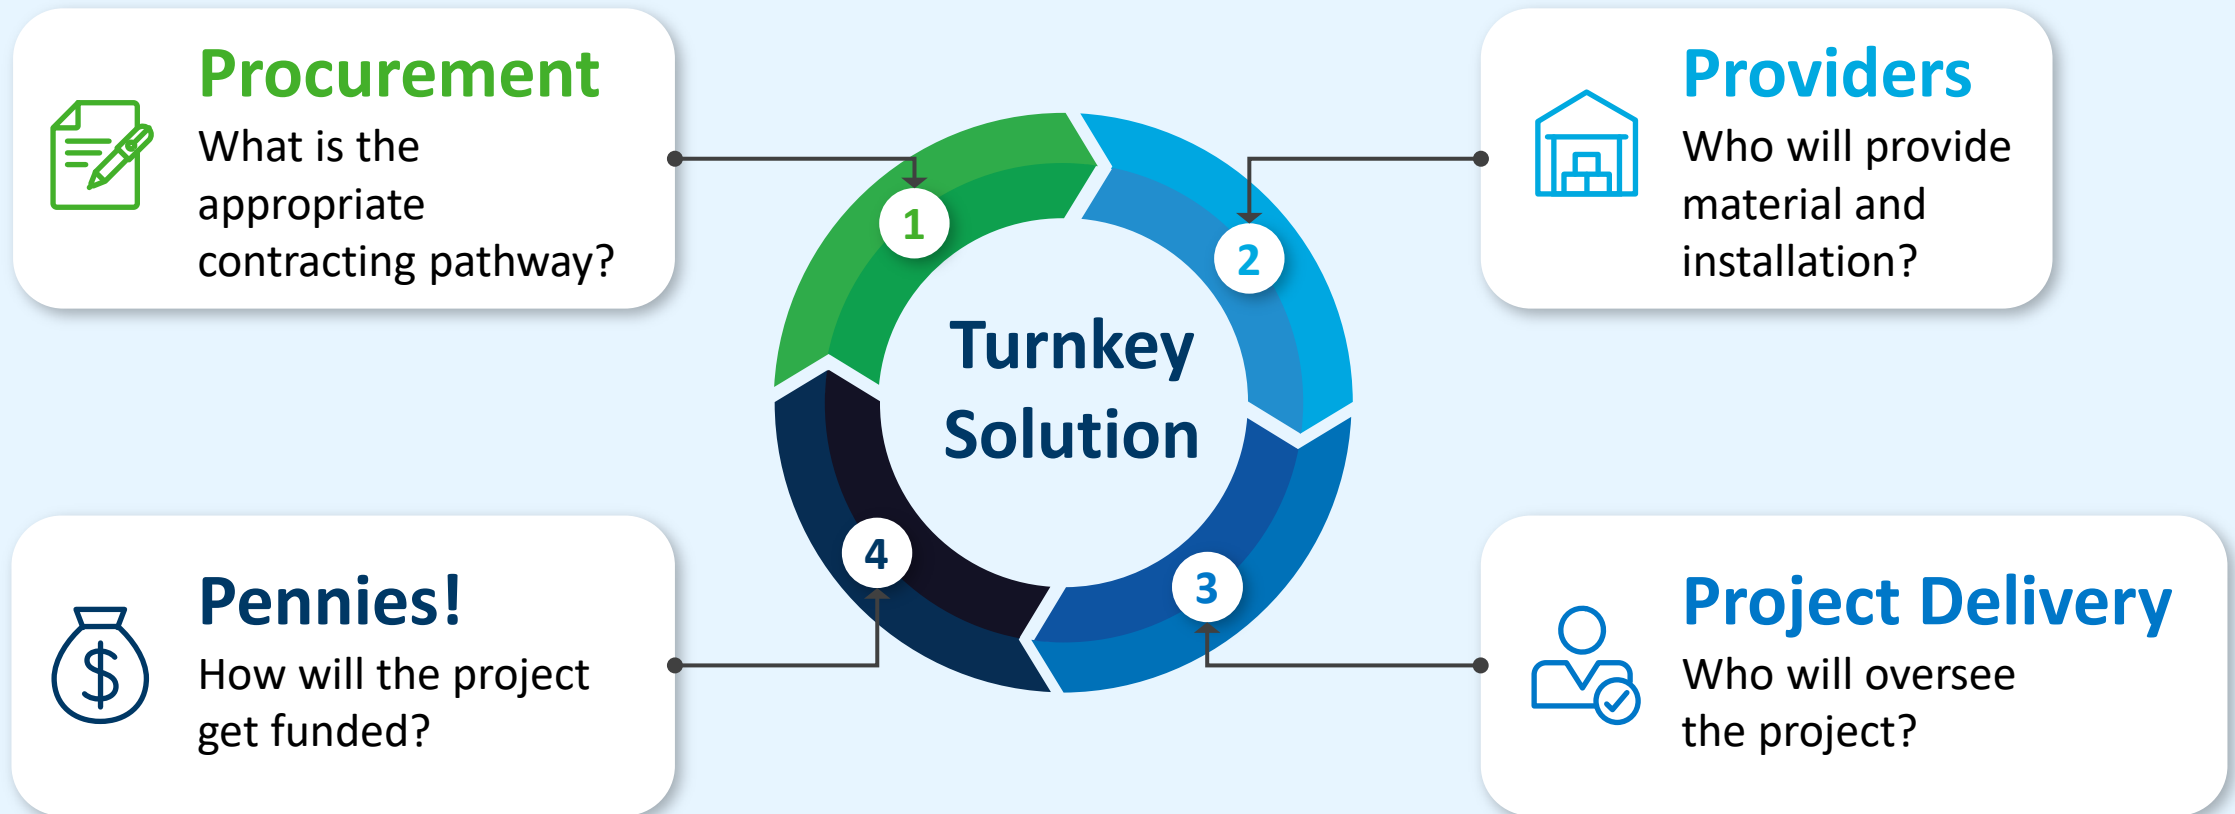 Procurement
What is the
appropriate
contracting pathway?
1
Providers
Who will provide
material and
installation?
2
Turnkey
Solution
Project Delivery
Who will oversee
the project?
3
Pennies!
How will the project
get funded?
4
$